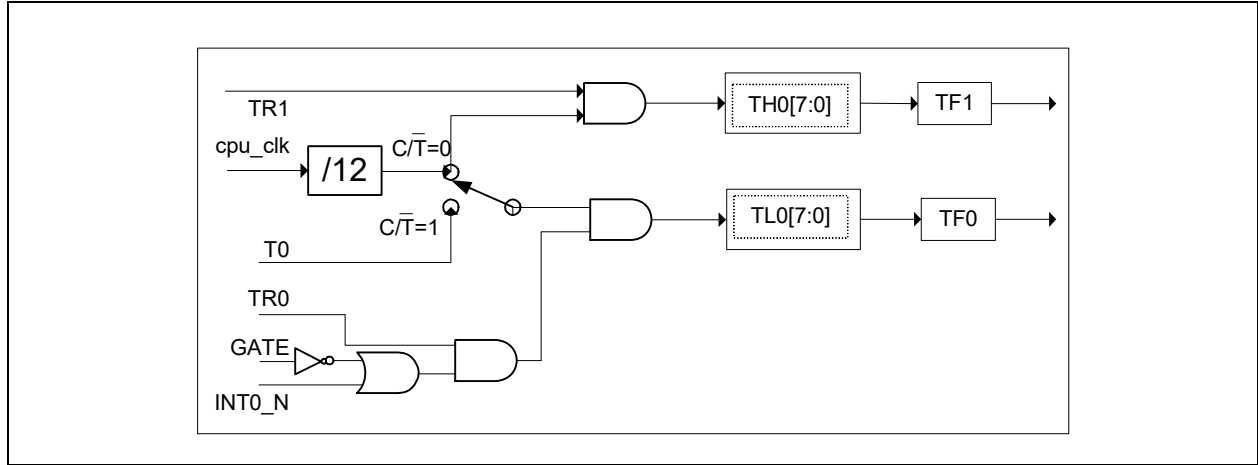 TR1
TH0[7:0]
TF1
cpu_clk
/12
C/T̅=0
C/T̅=1
TL0[7:0]
TF0
T0
TR0
GATE
INT0_N